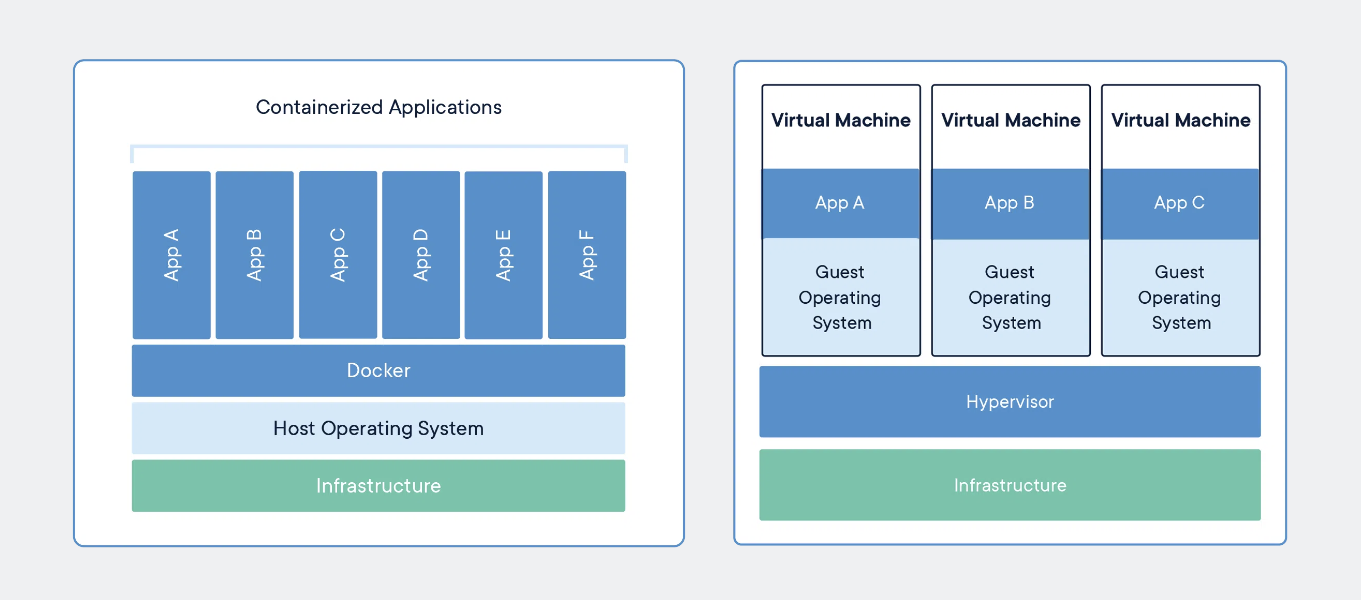 Containerized Applications
App A
App B
App C
App D
App E
App F
Docker
Host Operating System
Infrastructure
Virtual Machine
App A
Guest
Operating
System
Virtual Machine
App B
Guest
Operating
System
Virtual Machine
App C
Guest
Operating
System
Hypervisor
Infrastructure